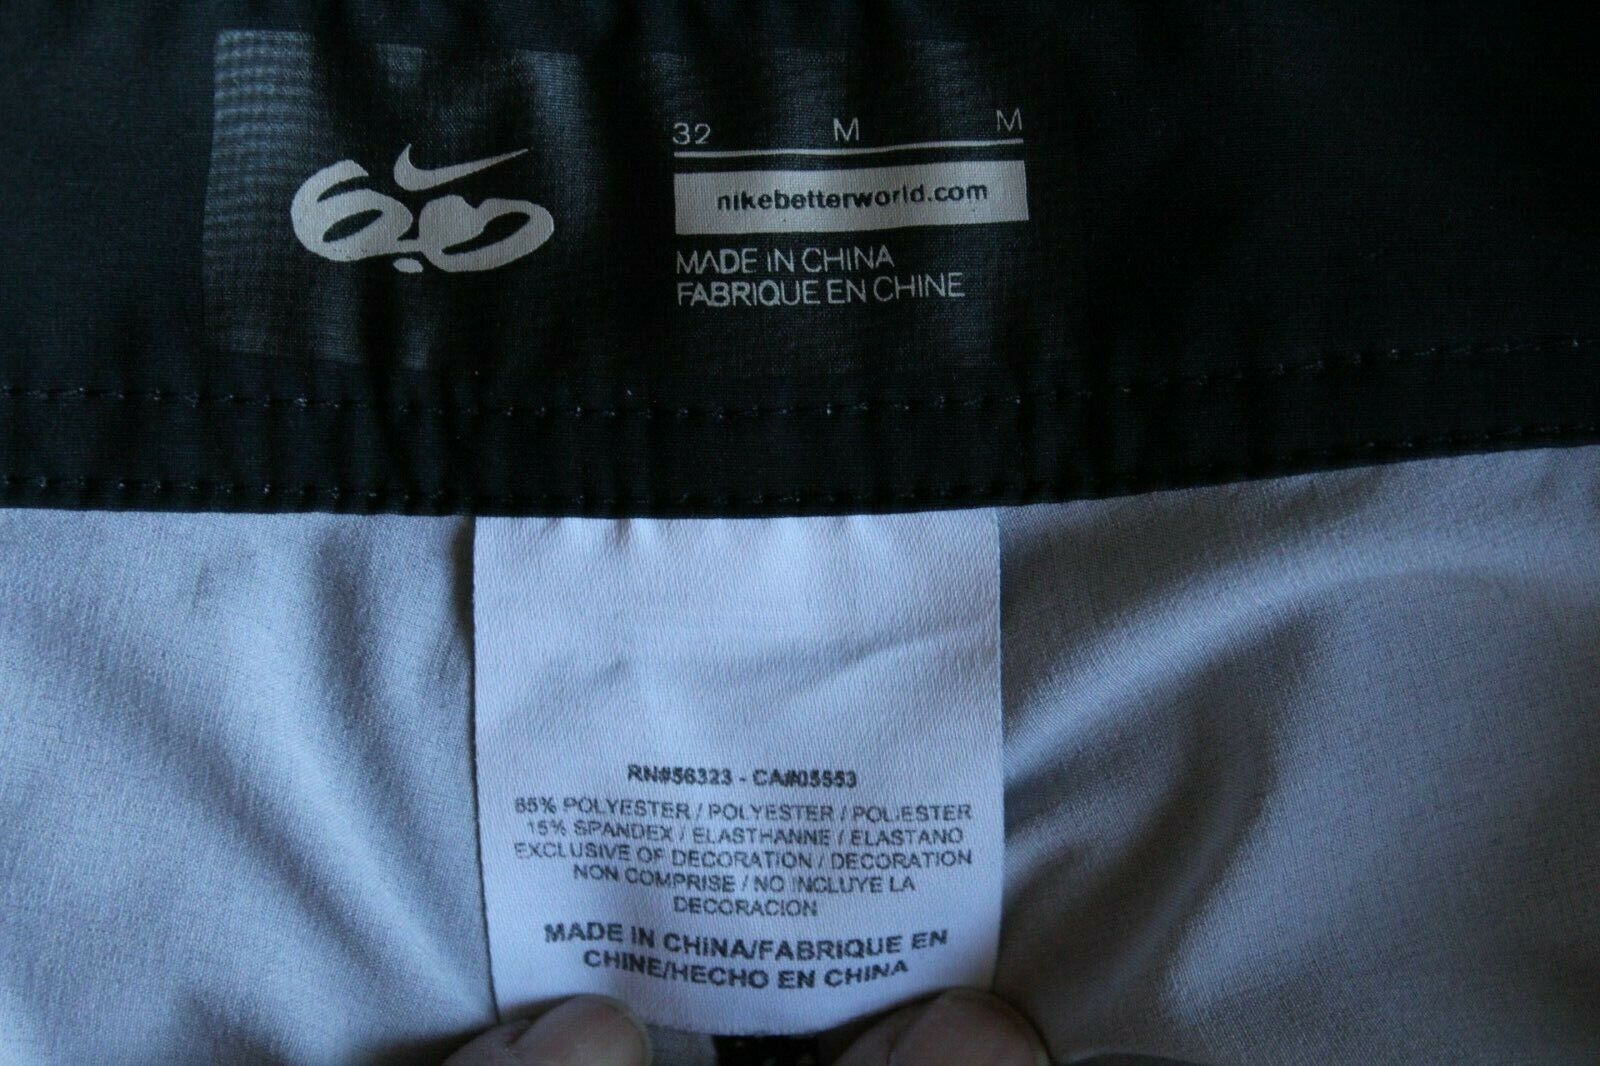 6.0
32 M M
nikebetterworld.com
MADE IN CHINA
FABRIQUE EN CHINE
RN#56323 - CA#05553
85% POLYESTER / POLYESTER / POLIESTER
15% SPANDEX / ELASTHANNE / ELASTANO
EXCLUSIVE OF DECORATION / DECORATION
NON COMPRISE / NO INCLUYE LA
DECORACION
MADE IN CHINA/FABRIQUE EN
CHINE/HECHO EN CHINA